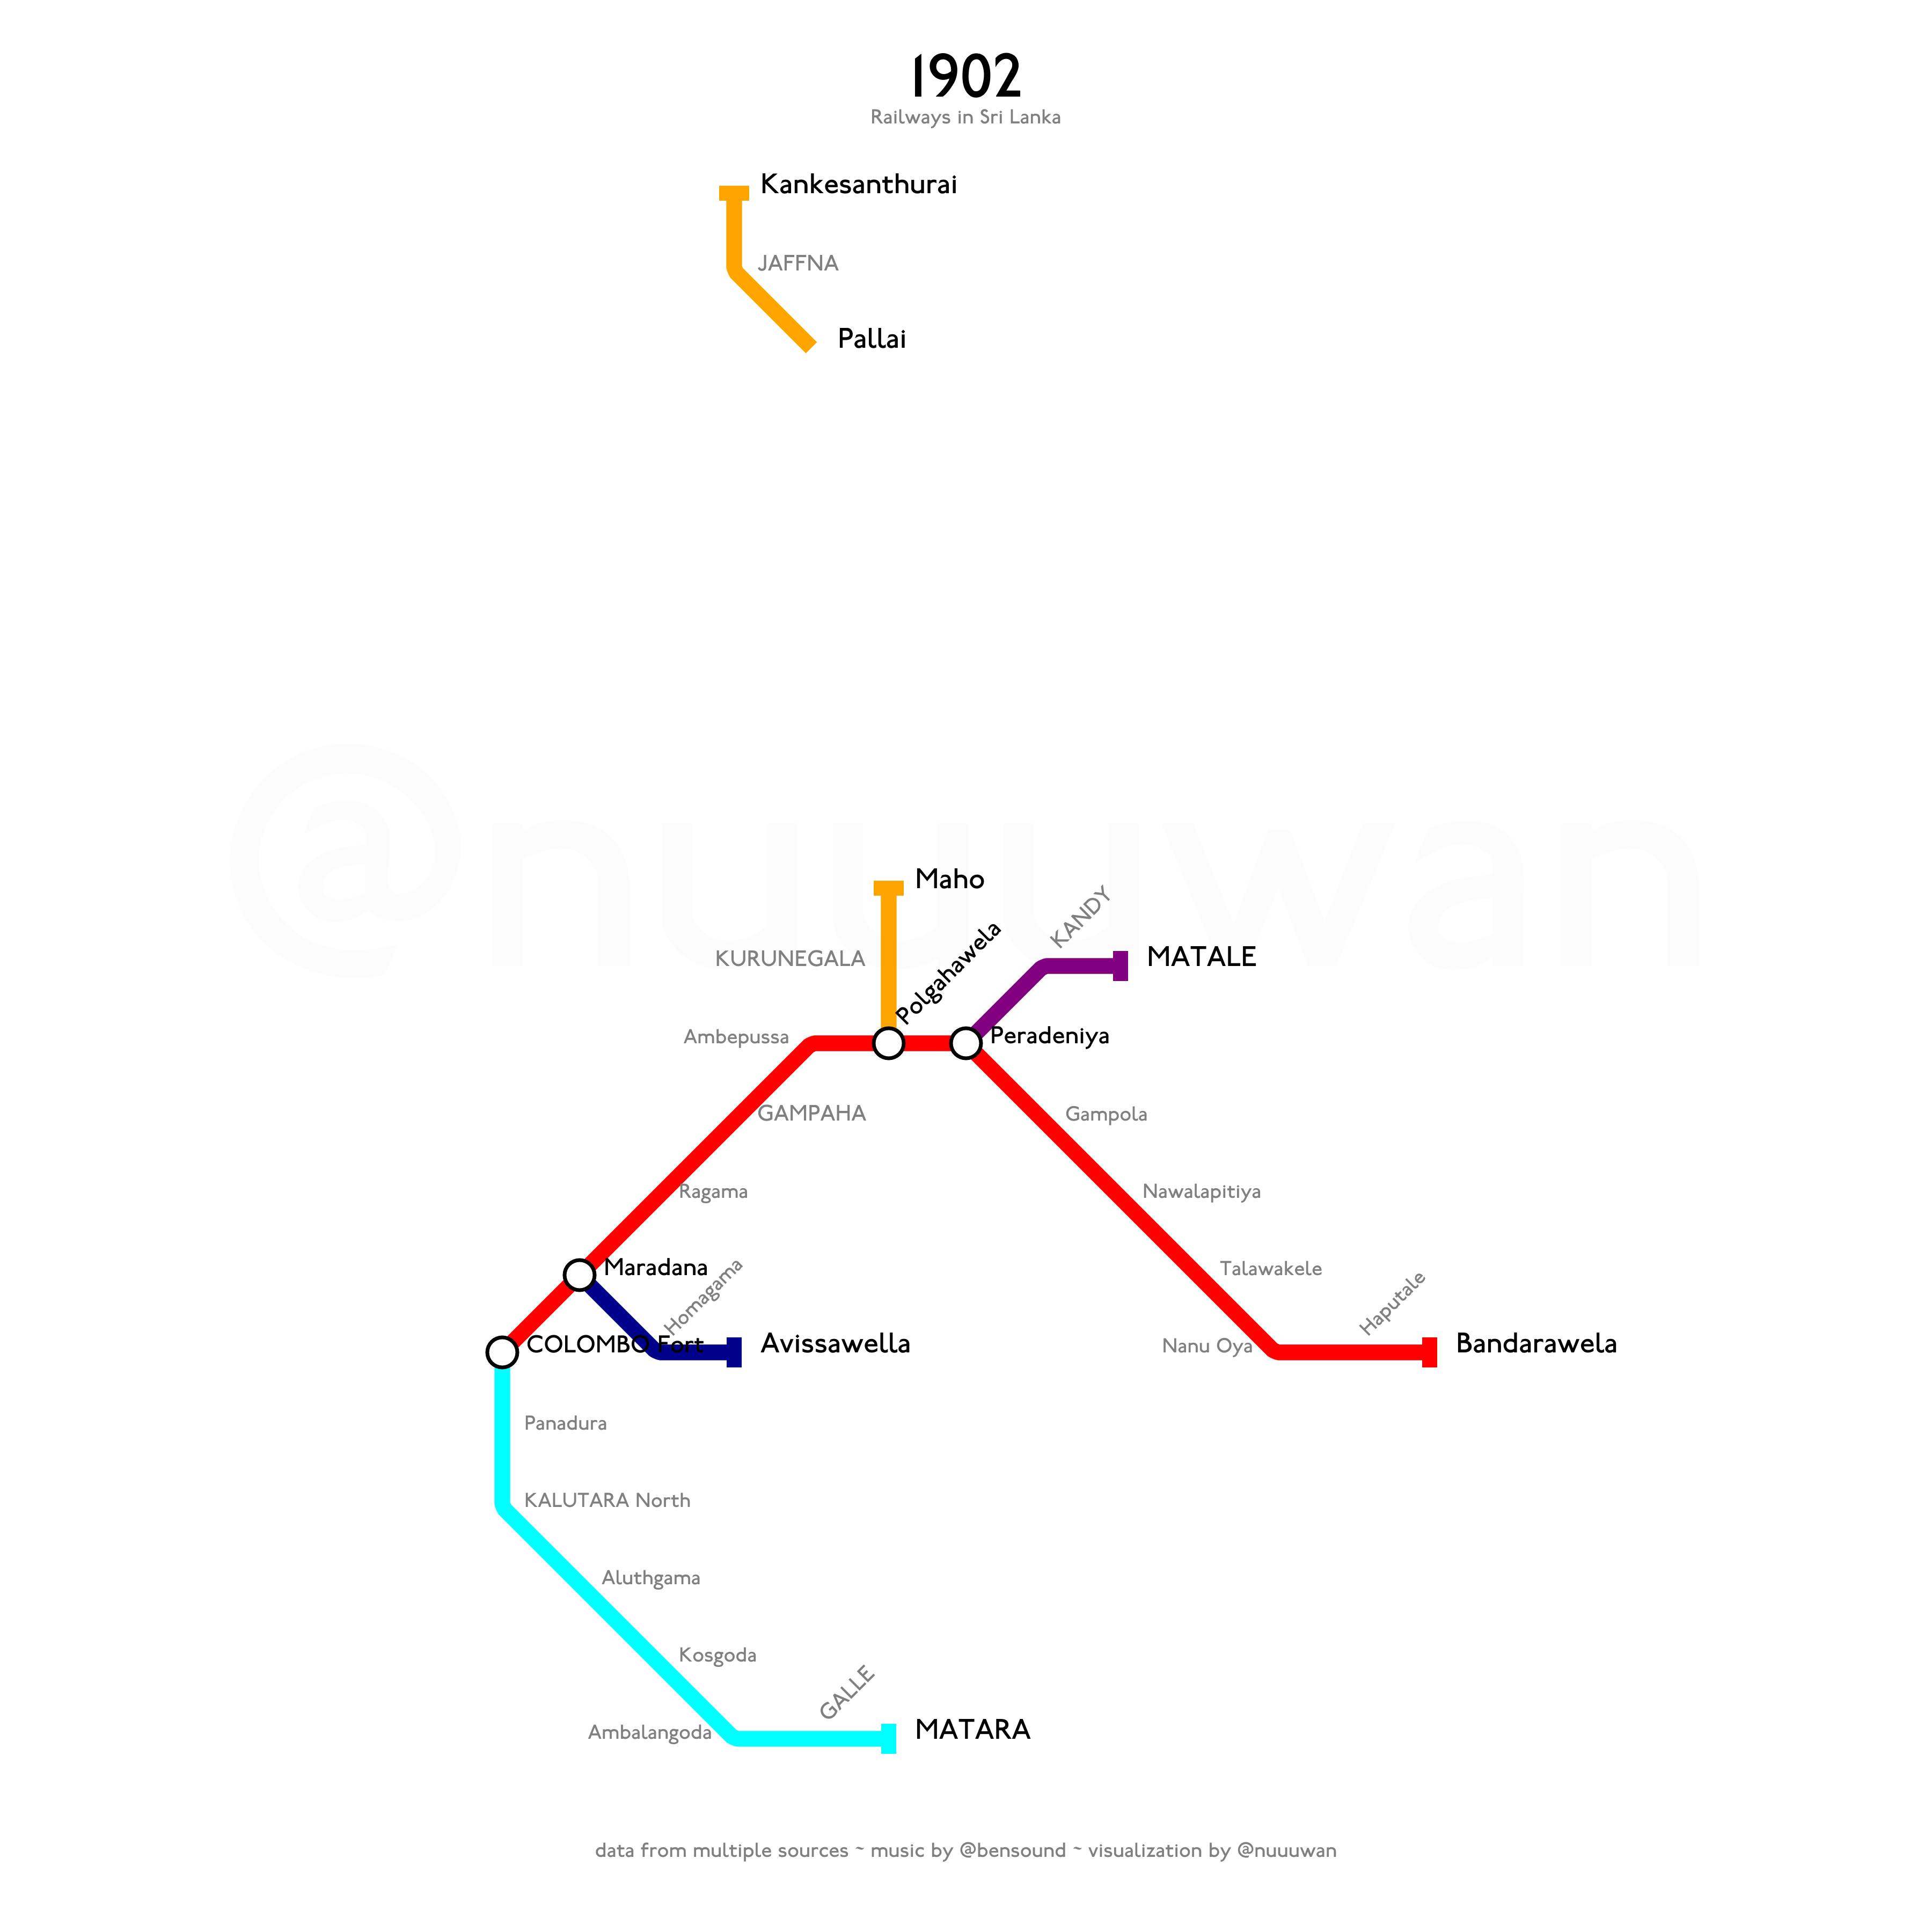 1902
Railways in Sri Lanka
Kankesanthurai
JAFFNA
Pallai
@nuuuwan
Maho
KANDY
KURUNEGALA
Polgahawela
MATALE
Ambepussa
Peradeniya
GAMPAHA
Gampola
Ragama
Nawalapitiya
Maradana
Homagama
Talawakele
Haputale
COLOMBO Fort
Avissawella
Nanu Oya
Bandarawela
Panadura
KALUTARA North
Aluthgama
Kosgoda
GALLE
Ambalangoda
MATARA
data from multiple sources ~ music by @bensound ~ visualization by @nuuuwan